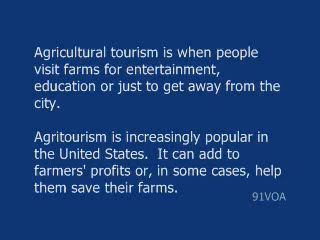 Agricultural tourism is when people
visit farms for entertainment,
education or just to get away from the
city.
Agritourism is increasingly popular in
the United States.  It can add to
farmers' profits or, in some cases, help
them save their farms.
91VOA